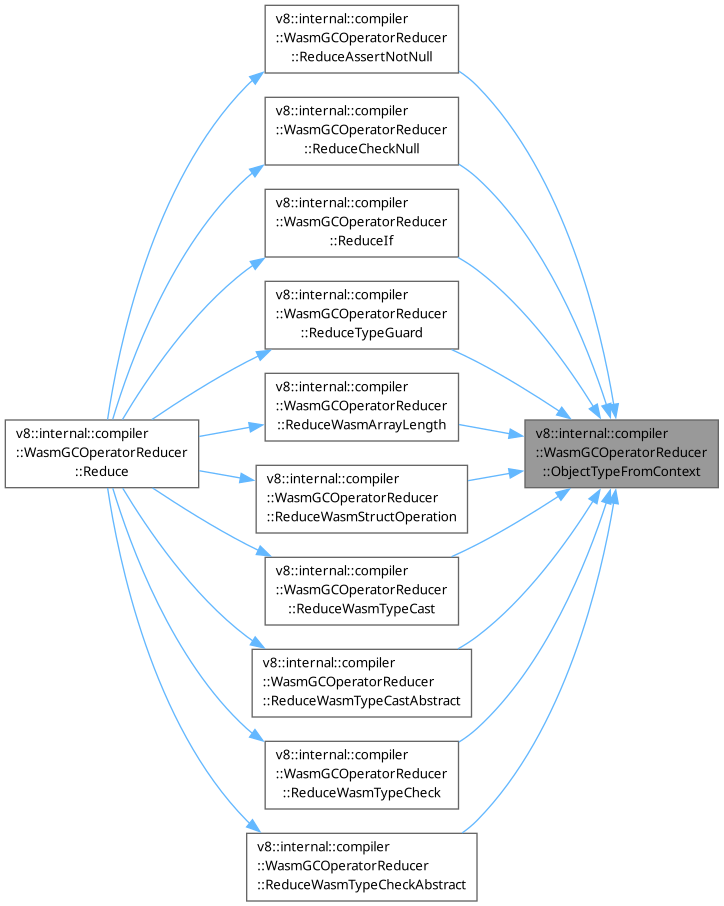 v8::internal::compiler
::WasmGCOperatorReducer
::ReduceAssertNotNull
v8::internal::compiler
::WasmGCOperatorReducer
::ReduceCheckNull
v8::internal::compiler
::WasmGCOperatorReducer
::ReduceIf
v8::internal::compiler
::WasmGCOperatorReducer
::ReduceTypeGuard
v8::internal::compiler
::WasmGCOperatorReducer
::ReduceWasmArrayLength
v8::internal::compiler
::WasmGCOperatorReducer
::Reduce
v8::internal::compiler
::WasmGCOperatorReducer
::ObjectTypeFromContext
v8::internal::compiler
::WasmGCOperatorReducer
::ReduceWasmStructOperation
v8::internal::compiler
::WasmGCOperatorReducer
::ReduceWasmTypeCast
v8::internal::compiler
::WasmGCOperatorReducer
::ReduceWasmTypeCastAbstract
v8::internal::compiler
::WasmGCOperatorReducer
::ReduceWasmTypeCheck
v8::internal::compiler
::WasmGCOperatorReducer
::ReduceWasmTypeCheckAbstract